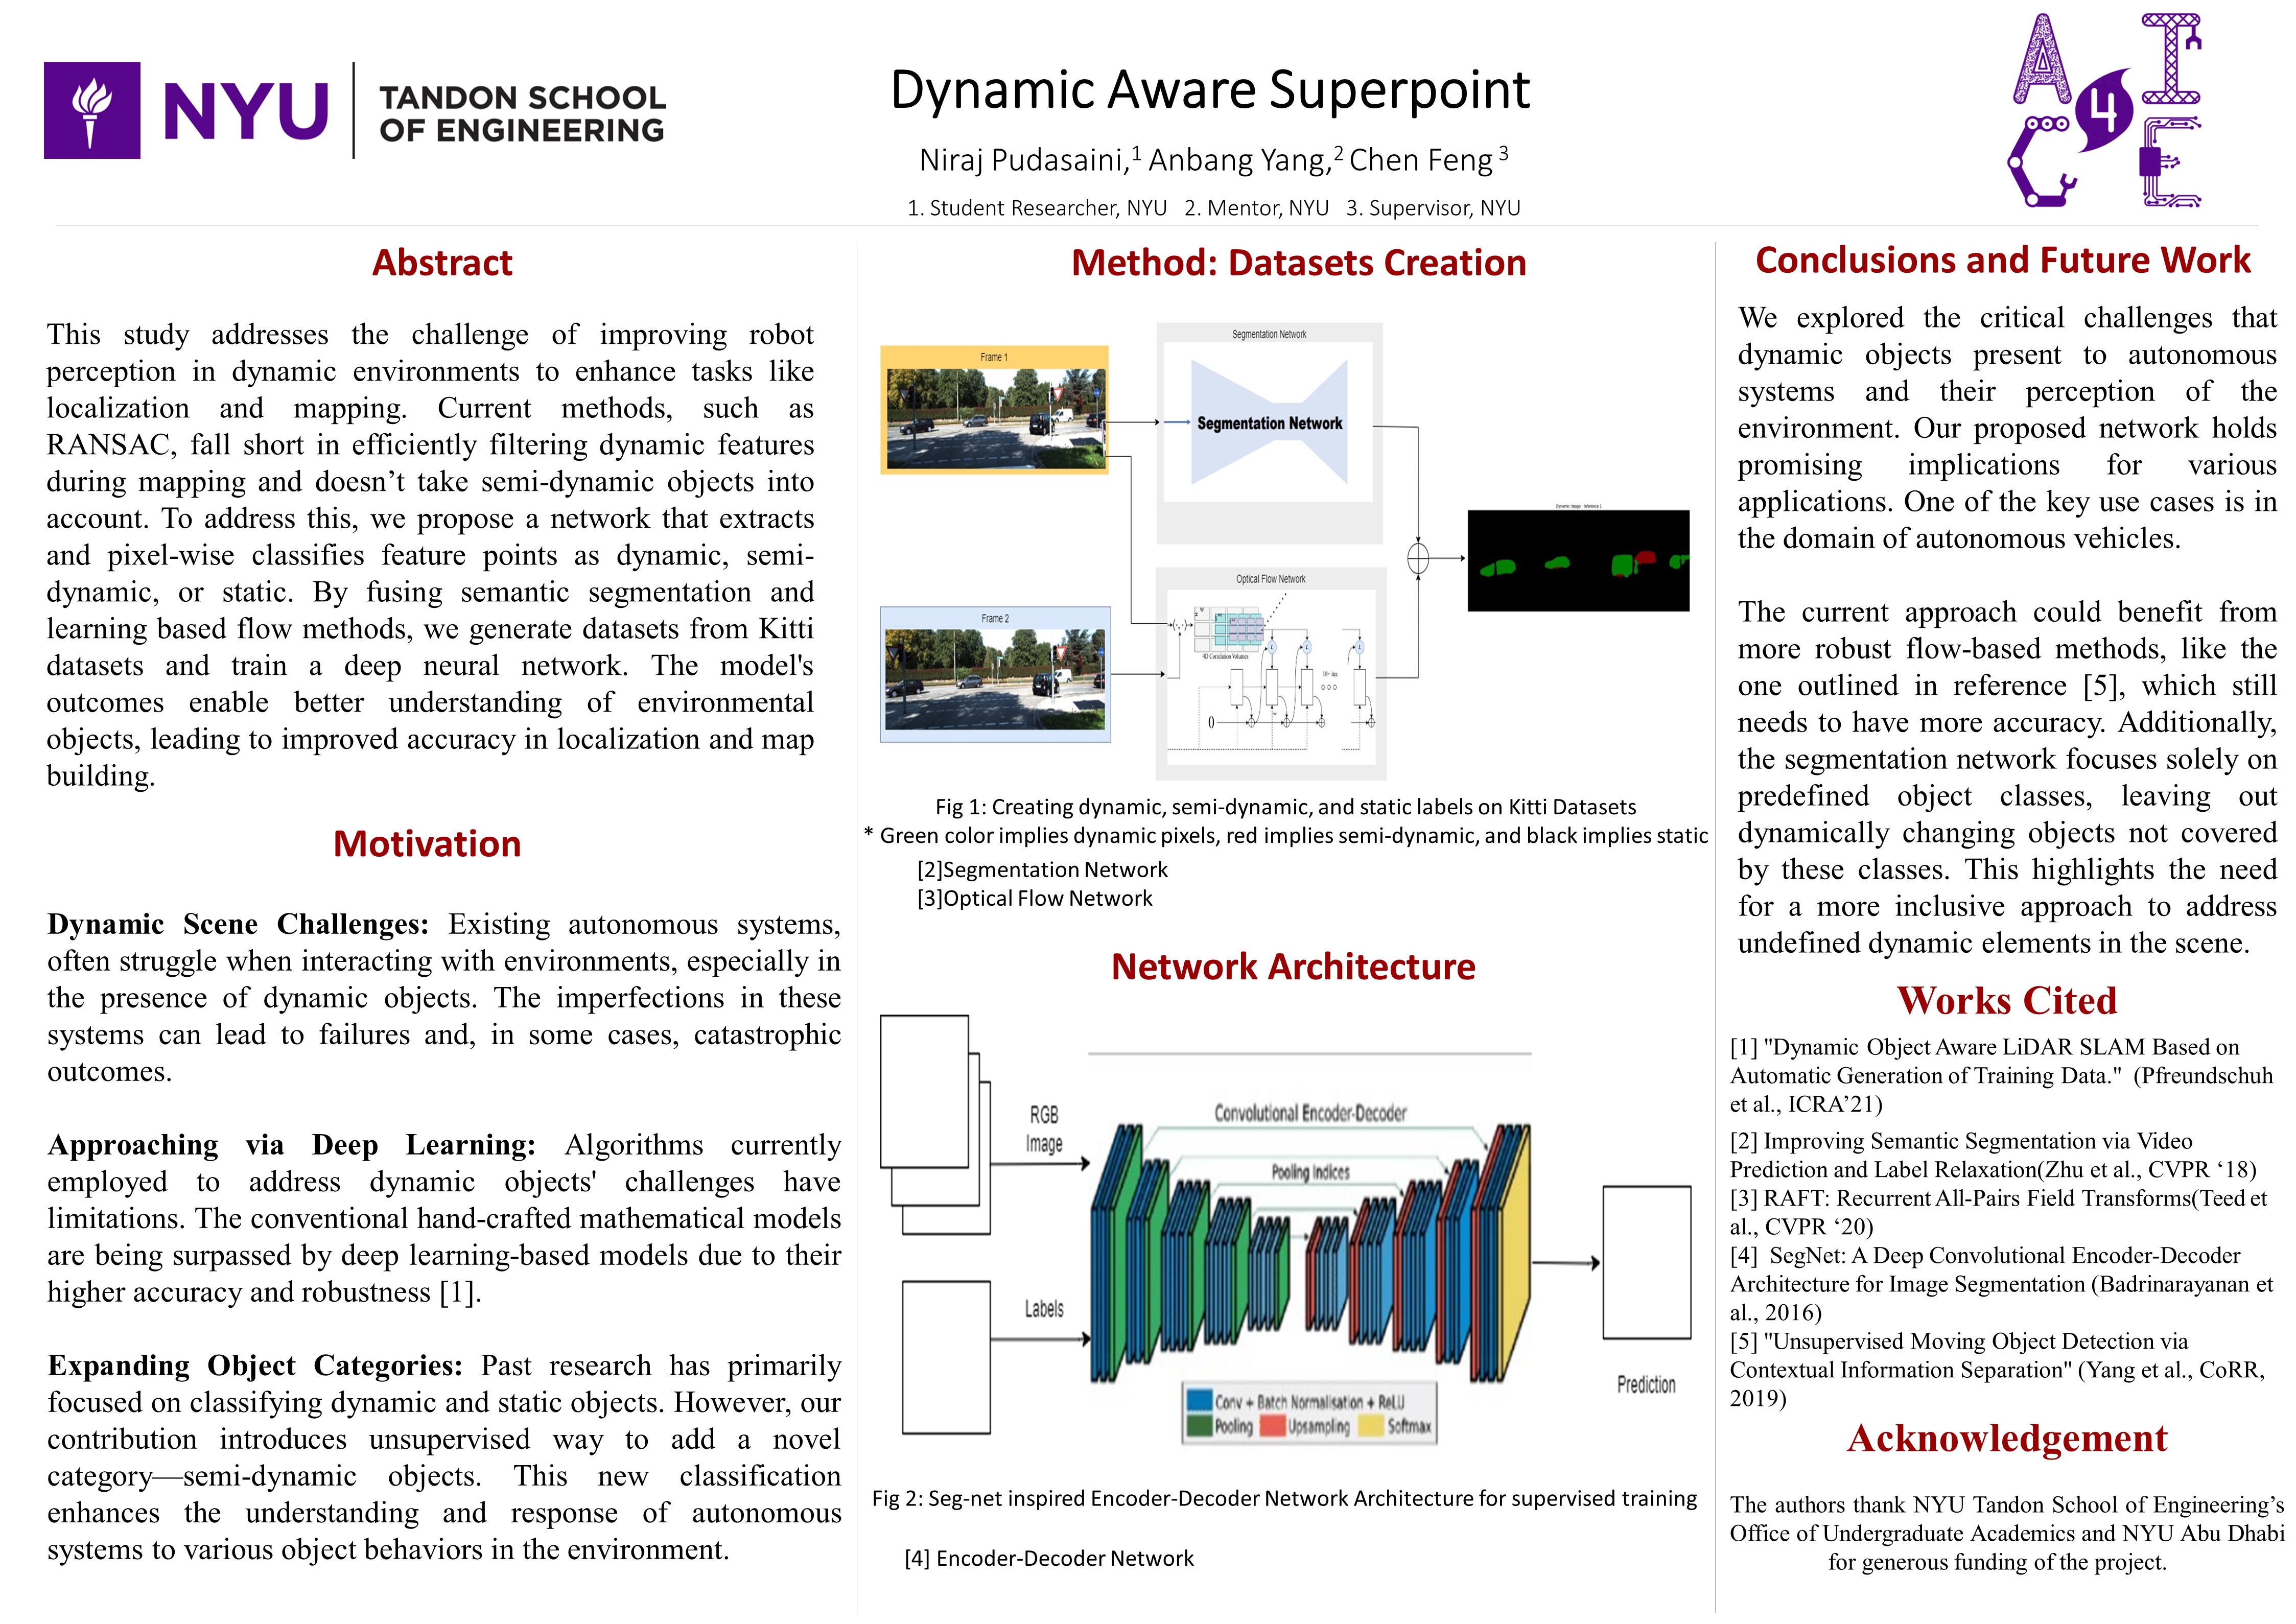 NYU
TANDON SCHOOL
OF ENGINEERING
Dynamic Aware Superpoint
Niraj Pudasaini,1 Anbang Yang,2 Chen Feng 3
1. Student Researcher, NYU 2. Mentor, NYU 3. Supervisor, NYU
AI4CE
Abstract
This study addresses the challenge of improving robot
perception in dynamic environments to enhance tasks like
localization and mapping. Current methods, such as
RANSAC, fall short in efficiently filtering dynamic features
during mapping and doesn’t take semi-dynamic objects into
account. To address this, we propose a network that extracts
and pixel-wise classifies feature points as dynamic, semi-
dynamic, or static. By fusing semantic segmentation and
learning based flow methods, we generate datasets from Kitti
datasets and train a deep neural network. The model's
outcomes enable better understanding of environmental
objects, leading to improved accuracy in localization and map
building.
Motivation
Dynamic Scene Challenges: Existing autonomous systems,
often struggle when interacting with environments, especially in
the presence of dynamic objects. The imperfections in these
systems can lead to failures and, in some cases, catastrophic
outcomes.
Approaching via Deep Learning: Algorithms currently
employed to address dynamic objects' challenges have
limitations. The conventional hand-crafted mathematical models
are being surpassed by deep learning-based models due to their
higher accuracy and robustness [1].
Expanding Object Categories: Past research has primarily
focused on classifying dynamic and static objects. However, our
contribution introduces unsupervised way to add a novel
category—semi-dynamic objects. This new classification
enhances the understanding and response of autonomous
systems to various object behaviors in the environment.
Method: Datasets Creation
Frame 1
Segmentation Network
Segmentation Network
Frame 2
Optical Flow Network
4D Correlation Volumes
0
Dynamic Image - Inference 1
Fig 1: Creating dynamic, semi-dynamic, and static labels on Kitti Datasets
* Green color implies dynamic pixels, red implies semi-dynamic, and black implies static
[2]Segmentation Network
[3]Optical Flow Network
Network Architecture
RGB
Image
Labels
Convolutional Encoder-Decoder
Pooling Indices
Prediction
Conv + Batch Normalisation + ReLU
Pooling Upsampling Softmax
Fig 2: Seg-net inspired Encoder-Decoder Network Architecture for supervised training
[4] Encoder-Decoder Network
Conclusions and Future Work
We explored the critical challenges that
dynamic objects present to autonomous
systems and their perception of the
environment. Our proposed network holds
promising implications for various
applications. One of the key use cases is in
the domain of autonomous vehicles.
The current approach could benefit from
more robust flow-based methods, like the
one outlined in reference [5], which still
needs to have more accuracy. Additionally,
the segmentation network focuses solely on
predefined object classes, leaving out
dynamically changing objects not covered
by these classes. This highlights the need
for a more inclusive approach to address
undefined dynamic elements in the scene.
Works Cited
[1] "Dynamic Object Aware LiDAR SLAM Based on
Automatic Generation of Training Data." (Pfreundschuh
et al., ICRA’21)
[2] Improving Semantic Segmentation via Video
Prediction and Label Relaxation(Zhu et al., CVPR ‘18)
[3] RAFT: Recurrent All-Pairs Field Transforms(Teed et
al., CVPR ‘20)
[4] SegNet: A Deep Convolutional Encoder-Decoder
Architecture for Image Segmentation (Badrinarayanan et
al., 2016)
[5] "Unsupervised Moving Object Detection via
Contextual Information Separation" (Yang et al., CoRR,
2019)
Acknowledgement
The authors thank NYU Tandon School of Engineering’s
Office of Undergraduate Academics and NYU Abu Dhabi
for generous funding of the project.